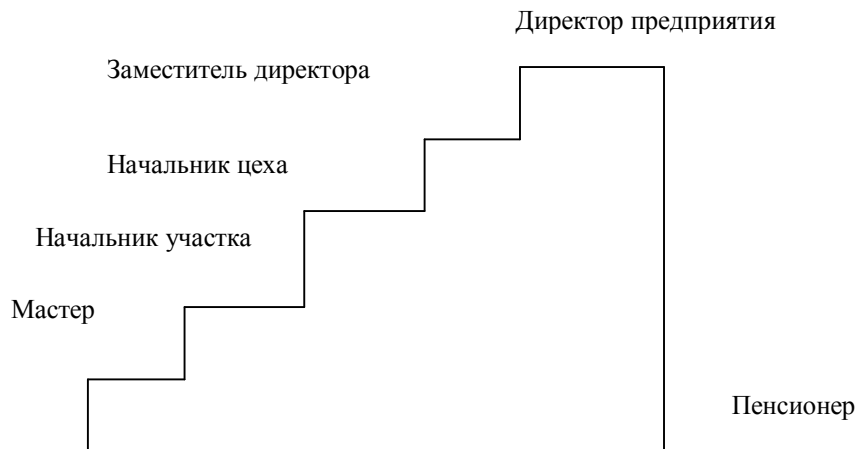 Директор предприятия
Заместитель директора
Начальник цеха
Начальник участка
Мастер
Пенсионер